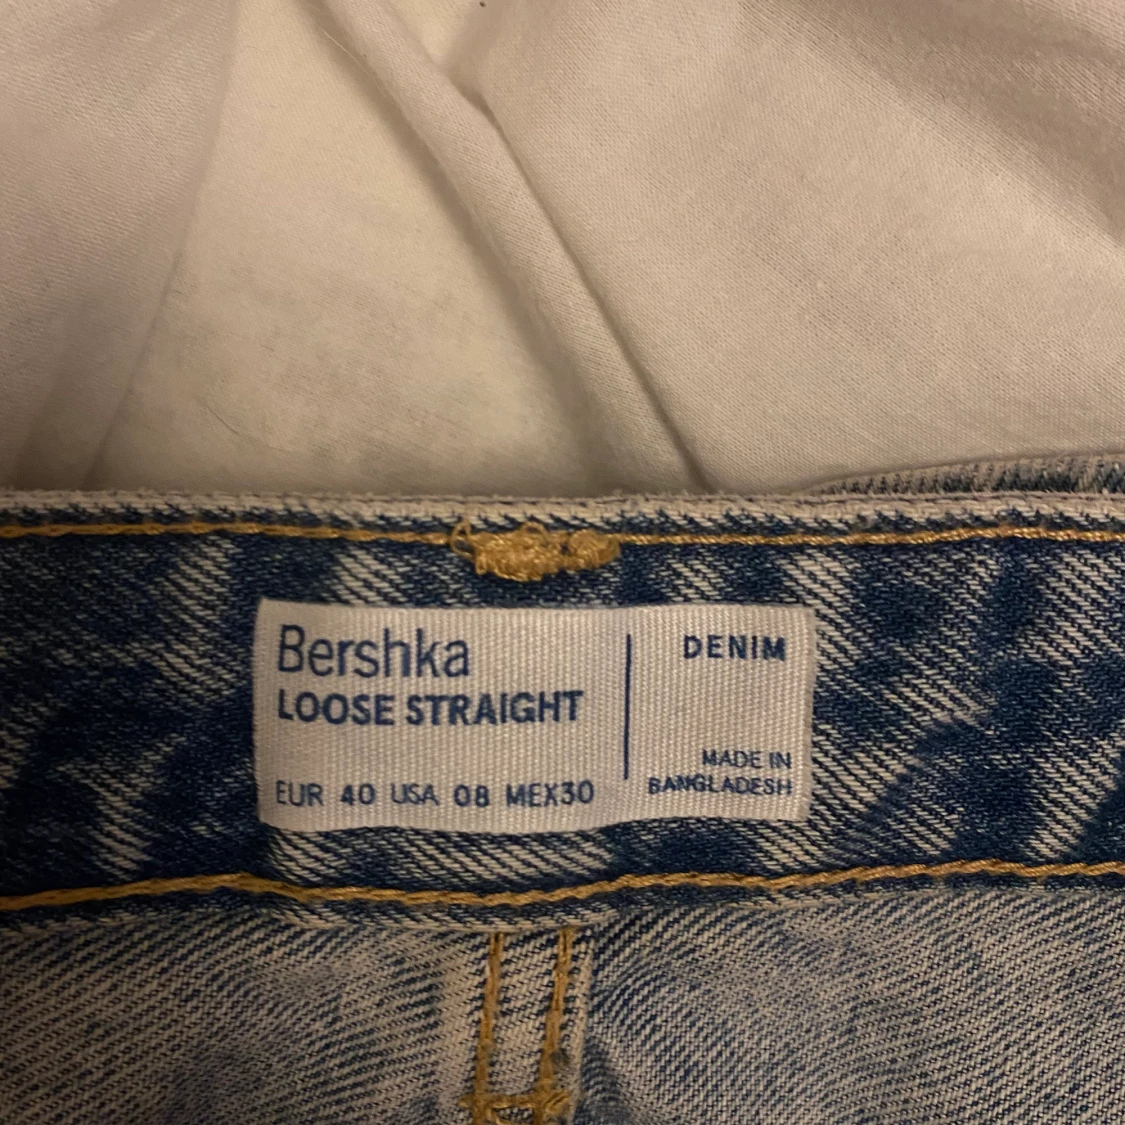 Bershka
LOOSE STRAIGHT
EUR 40 USA 08 MEX30
DENIM
MADE IN
BANGLADESH